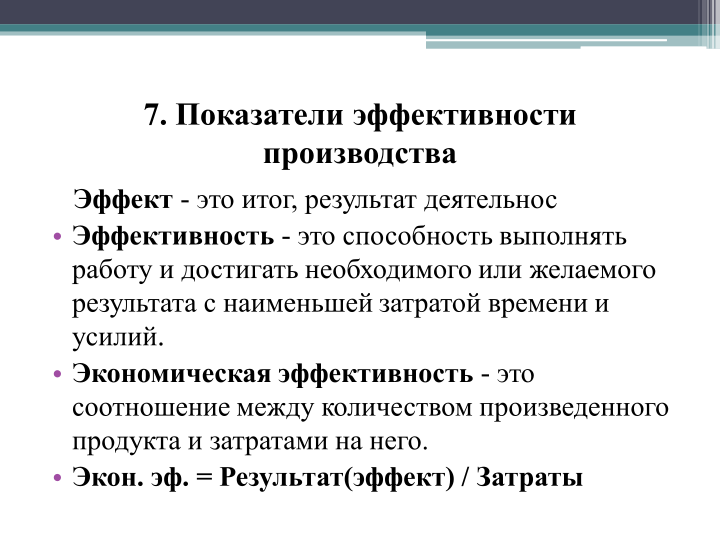 7. Показатели эффективности
производства
Эффект - это итог, результат деятельнос
• Эффективность - это способность выполнять
работу и достигать необходимого или желаемого
результата с наименьшей затратой времени и
усилий.
• Экономическая эффективность - это
соотношение между количеством произведенного
продукта и затратами на него.
• Экон. эф. = Результат(эффект) / Затраты